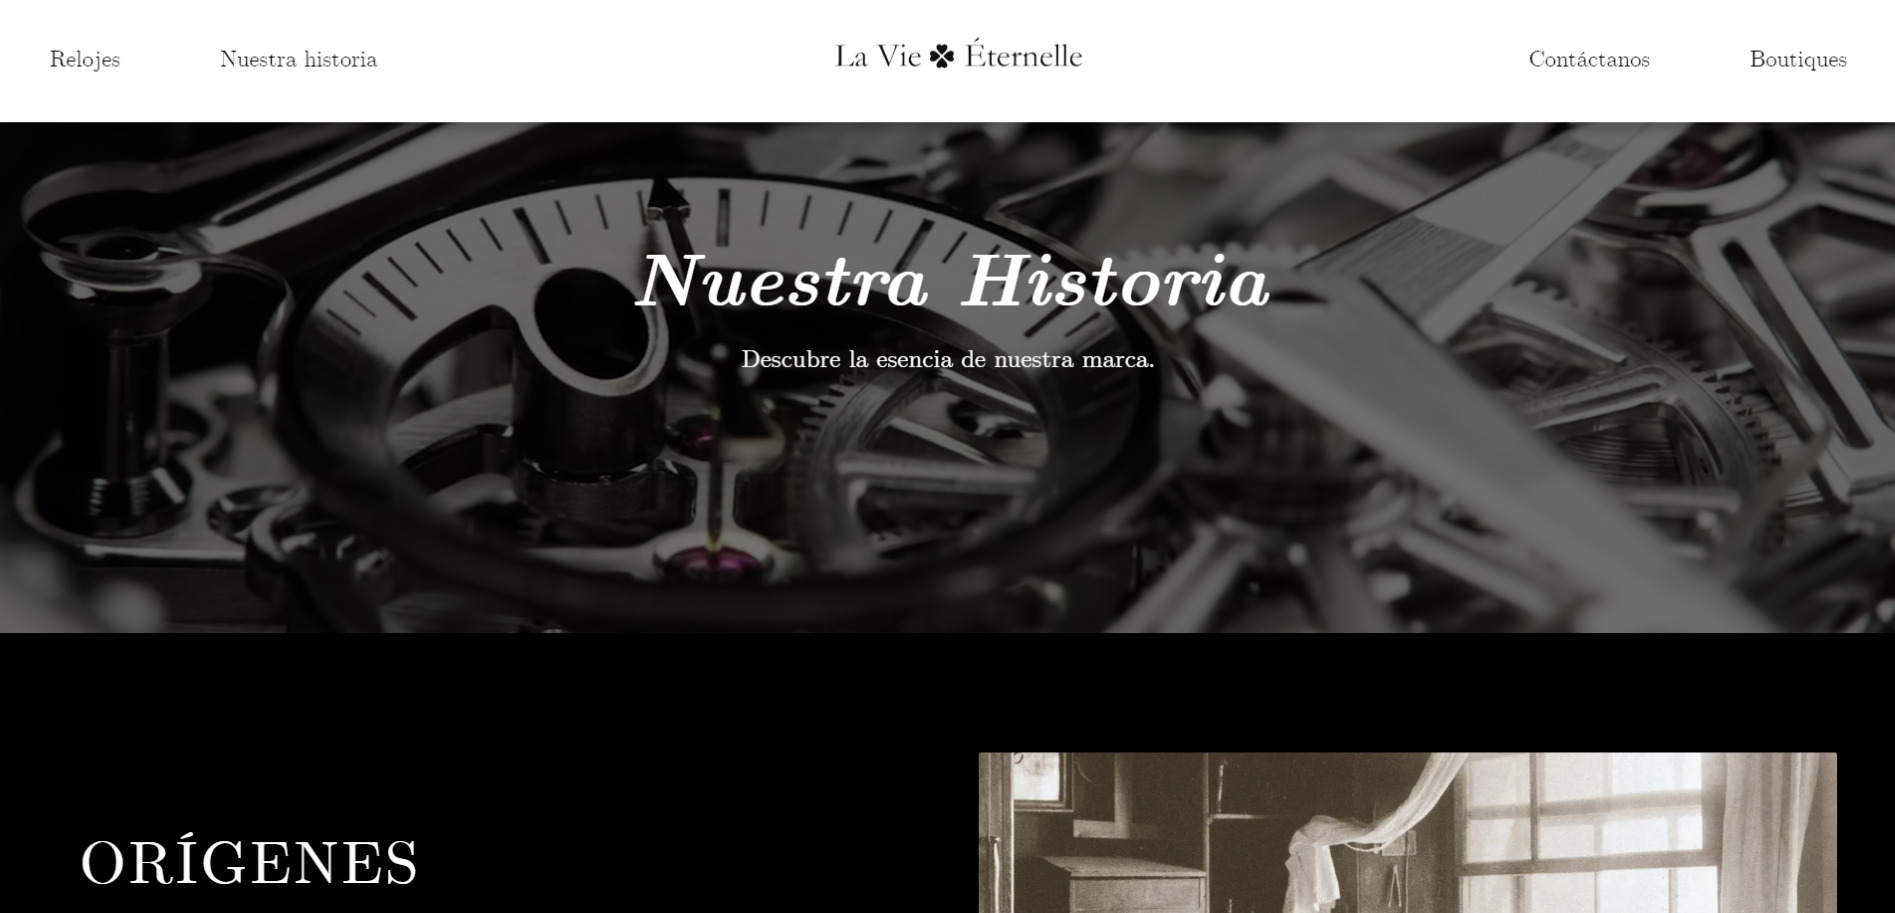 Relojes
Nuestra historia
La Vie Éternelle
Contáctanos
Boutiques
Nuestra Historia
Descubre la esencia de nuestra marca.
ORÍGENES